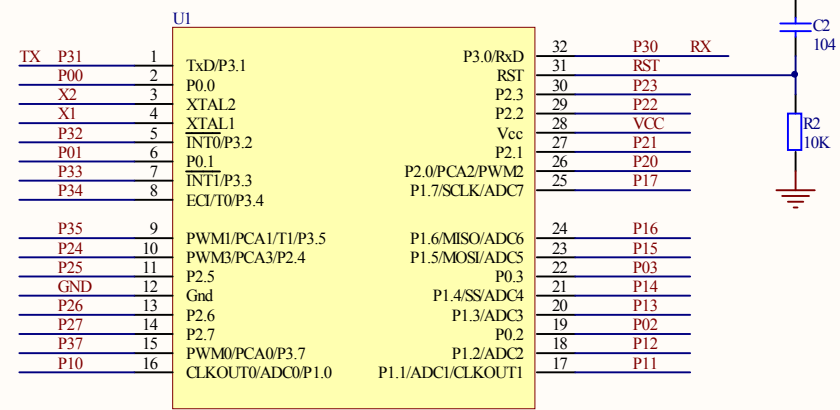 U1
C2
104
TX P31 1 TxD/P3.1 P3.0/RxD 32 P30 RX
P00 2 P0.0 RST 31 RST
X2 3 XTAL2 P2.3 30 P23
X1 4 XTAL1 P2.2 29 P22
P32 5 INT0/P3.2 Vcc 28 VCC
R2
10K
P01 6 P0.1 P2.1 27 P21
P33 7 INT1/P3.3 P2.0/PCA2/PWM2 26 P20
P34 8 ECI/T0/P3.4 P1.7/SCLK/ADC7 25 P17
P35 9 PWM1/PCA1/T1/P3.5 P1.6/MISO/ADC6 24 P16
P24 10 PWM3/PCA3/P2.4 P1.5/MOSI/ADC5 23 P15
P25 11 P2.5 P0.3 22 P03
GND 12 Gnd P1.4/SS/ADC4 21 P14
P26 13 P2.6 P1.3/ADC3 20 P13
P27 14 P2.7 P0.2 19 P02
P37 15 PWM0/PCA0/P3.7 P1.2/ADC2 18 P12
P10 16 CLKOUT0/ADC0/P1.0 P1.1/ADC1/CLKOUT1 17 P11